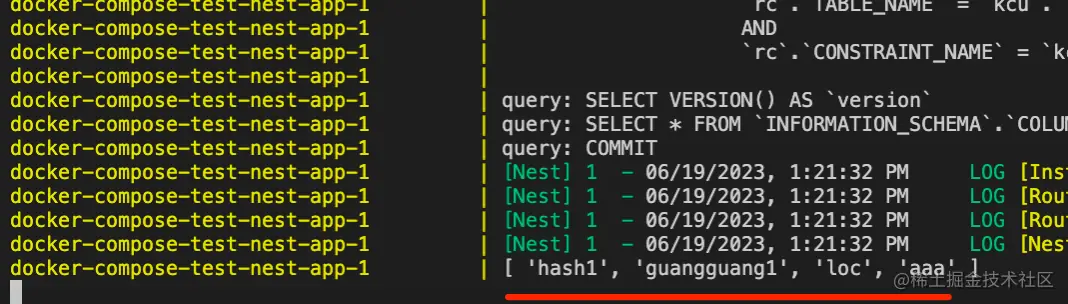 docker-compose-test-nest-app-1 | `rc`.`TABLE_NAME` = `kcu`.
docker-compose-test-nest-app-1 | AND
docker-compose-test-nest-app-1 | `rc`.`CONSTRAINT_NAME` = `kc
docker-compose-test-nest-app-1 |
docker-compose-test-nest-app-1 | query: SELECT VERSION() AS `version`
docker-compose-test-nest-app-1 | query: SELECT * FROM `INFORMATION_SCHEMA`.`COLUM
docker-compose-test-nest-app-1 | query: COMMIT
docker-compose-test-nest-app-1 | [Nest] 1  - 06/19/2023, 1:21:32 PM     LOG [Inst
docker-compose-test-nest-app-1 | [Nest] 1  - 06/19/2023, 1:21:32 PM     LOG [Rout
docker-compose-test-nest-app-1 | [Nest] 1  - 06/19/2023, 1:21:32 PM     LOG [Rout
docker-compose-test-nest-app-1 | [Nest] 1  - 06/19/2023, 1:21:32 PM     LOG [Nest
docker-compose-test-nest-app-1 | [ 'hash1', 'guangguang1', 'loc', 'aaa' ]
@稀土掘金技术社区